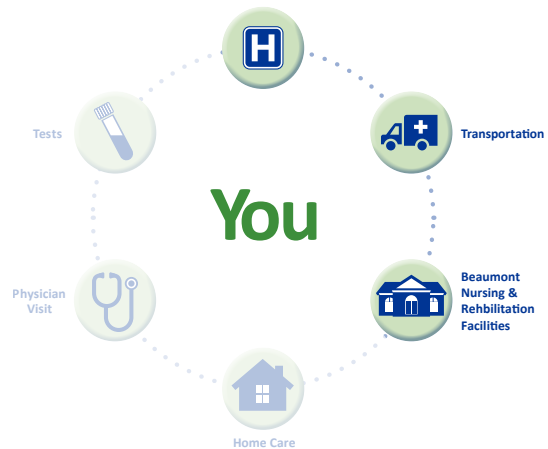 H
Tests
Transportation
You
Physician
Visit
Beaumont
Nursing &
Rehbilitation
Facilities
Home Care